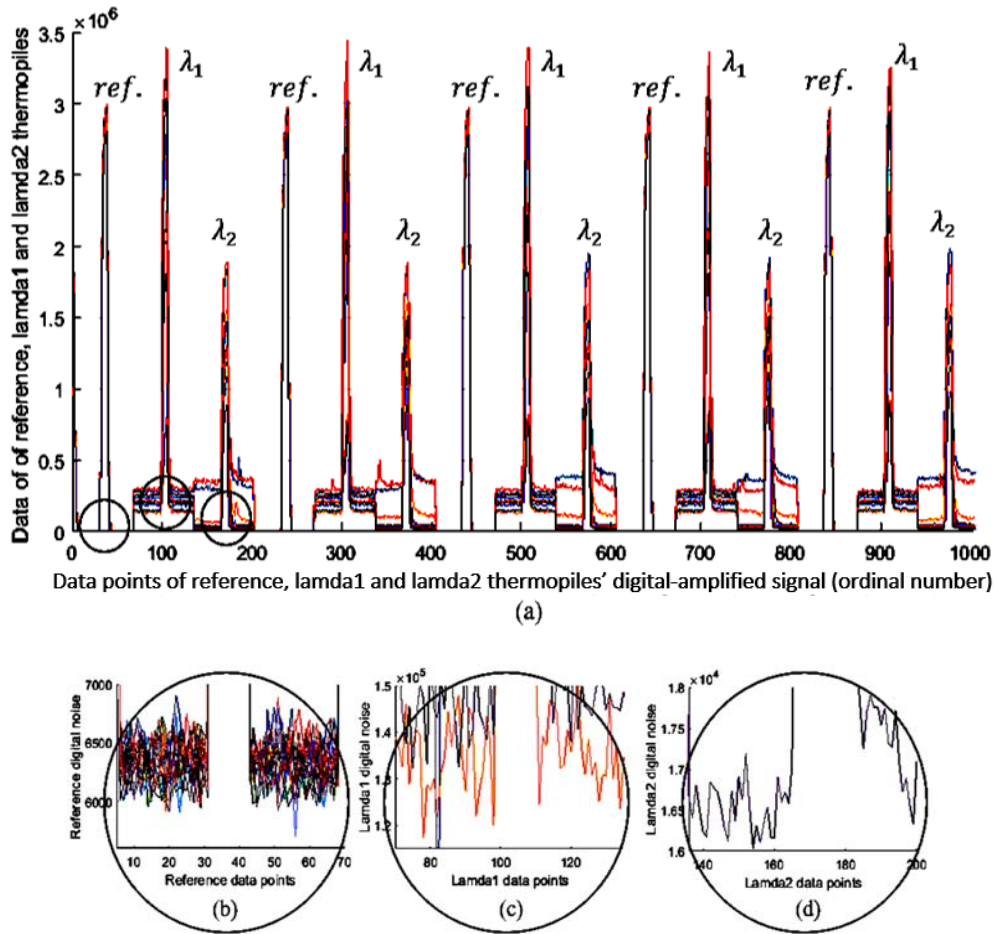 ×10⁶
3.5
3
2.5
2
1.5
1
0.5
0
Data of of reference, lamda1 and lamda2 thermopiles
ref. λ₁ λ₂ ref. λ₁ λ₂ ref. λ₁ λ₂ ref. λ₁ λ₂ ref. λ₁ λ₂
0 100 200 300 400 500 600 700 800 900 1000
Data points of reference, lamda1 and lamda2 thermopiles' digital-amplified signal (ordinal number)
(a)
7000
6500
6000
Reference digital noise
10 20 30 40 50 60 70
Reference data points
(b)
×10⁵
1.5
1.4
1.3
1.2
Lamda1 digital noise
80 100 120
Lamda1 data points
(c)
×10⁴
1.8
1.75
1.7
1.65
1.6
Lamda2 digital noise
140 160 180 200
Lamda2 data points
(d)